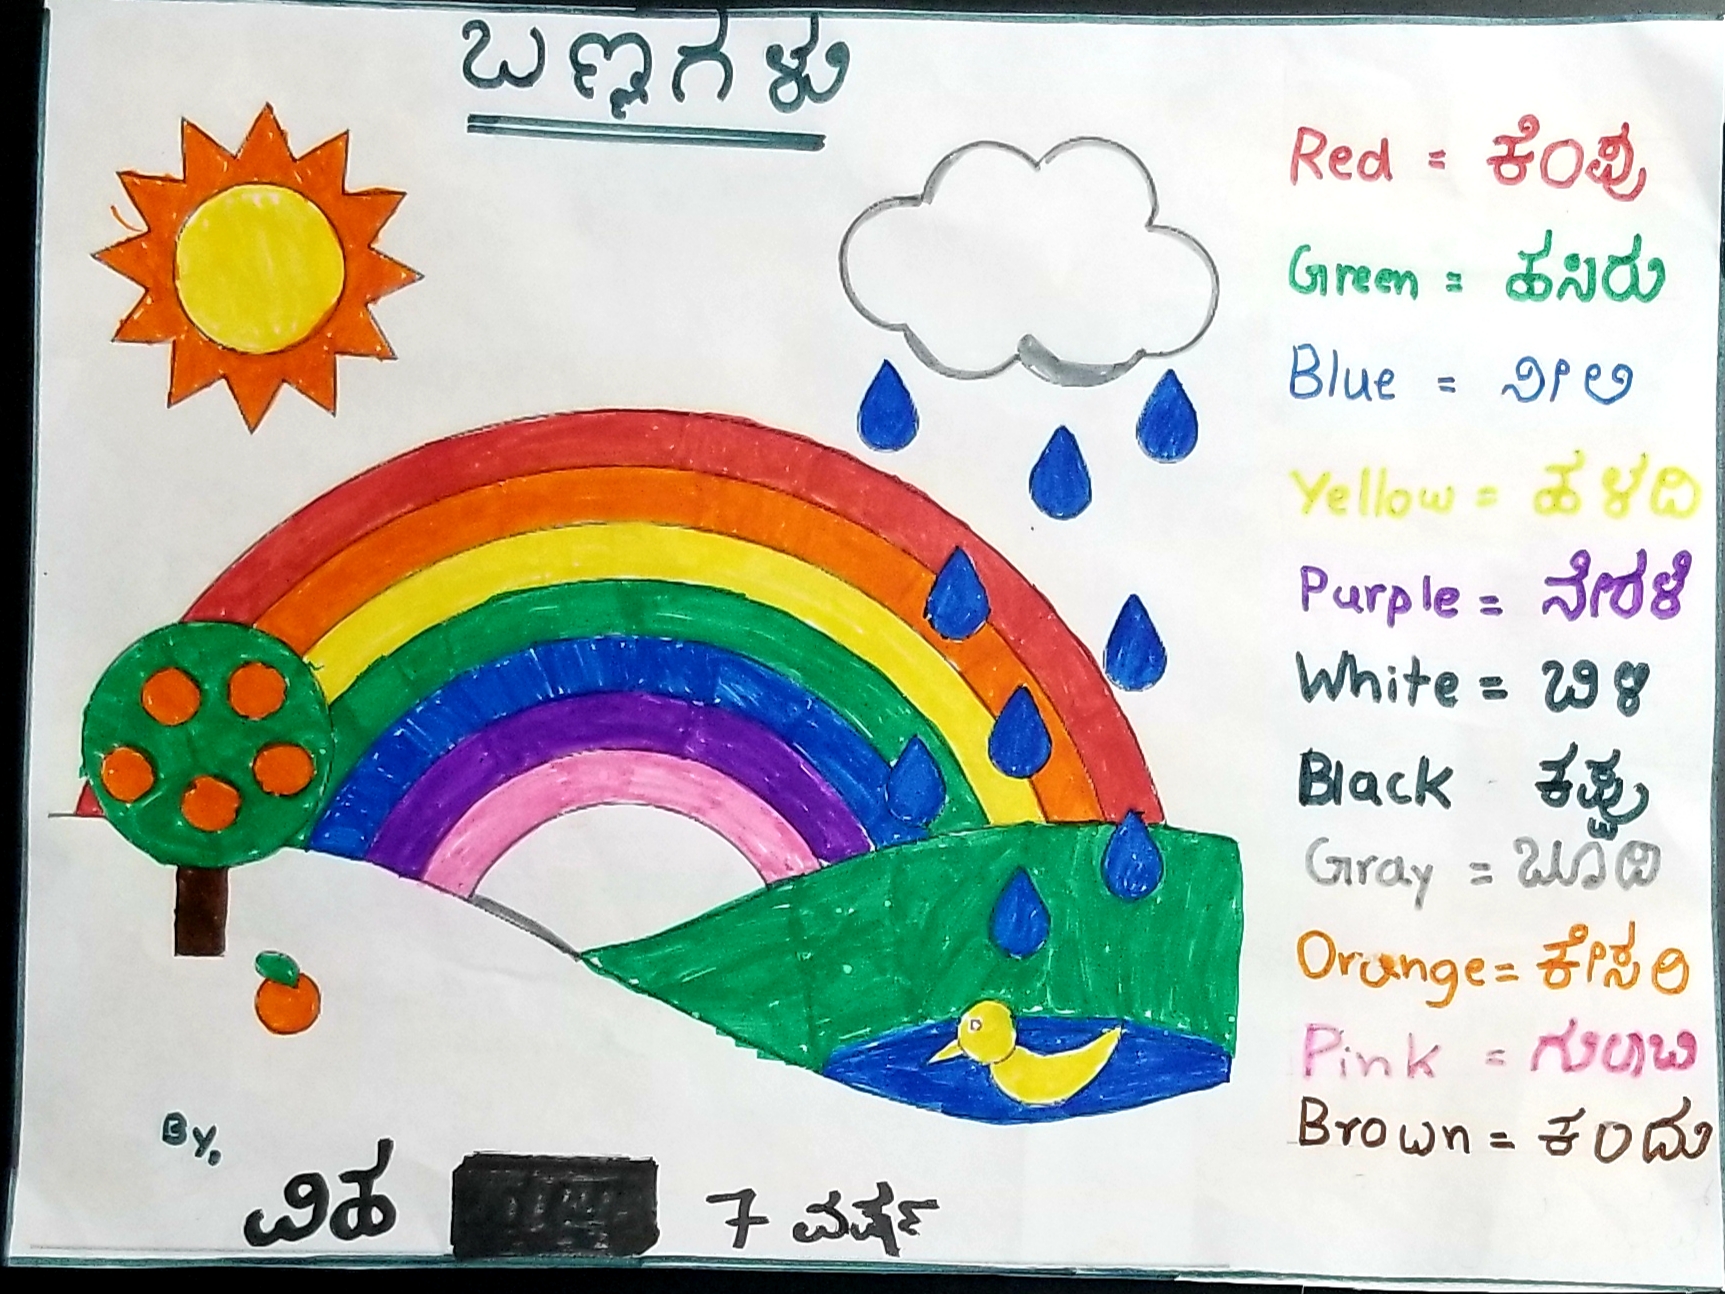 ಬಣ್ಣಗಳು
Red = ಕೆಂಪು
Green = ಹಸಿರು
Blue = ನೀಲಿ
Yellow = ಹಳದಿ
Purple = ನೇರಳೆ
White = ಬಿಳಿ
Black ಕಪ್ಪು
Gray = ಬೂದಿ
Orange = ಕೇಸರಿ
Pink = ಗುಲಾಬಿ
Brown = ಕಂದು
By,
ವಿಹ 7 ವರ್ಷ